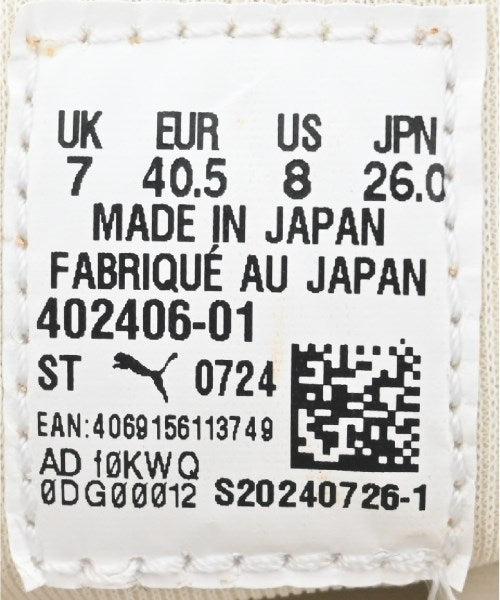 UK EUR US JPN
7 40.5 8 26.0
MADE IN JAPAN
FABRIQUÉ AU JAPAN
402406-01
ST 0724
EAN:4069156113749
AD f0KWQ
0DG00012 S20240726-1